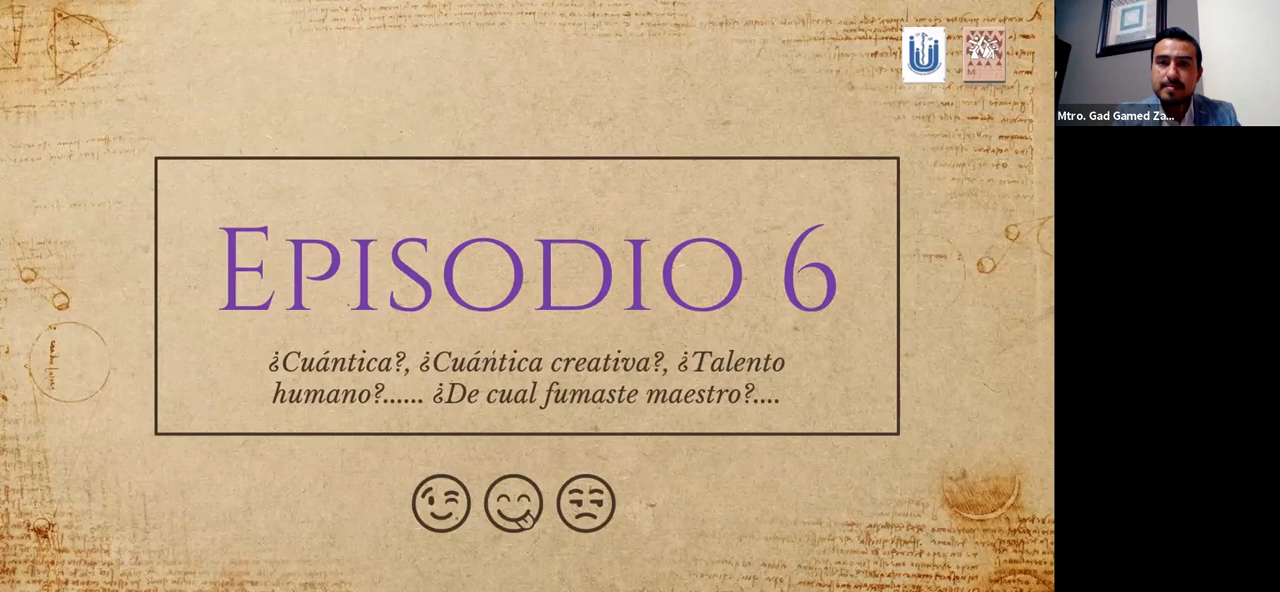 Episodio 6
¿Cuántica?, ¿Cuántica creativa?, ¿Talento
humano?...... ¿De cual fumaste maestro?....
Mtro. Gad Gamed Za...